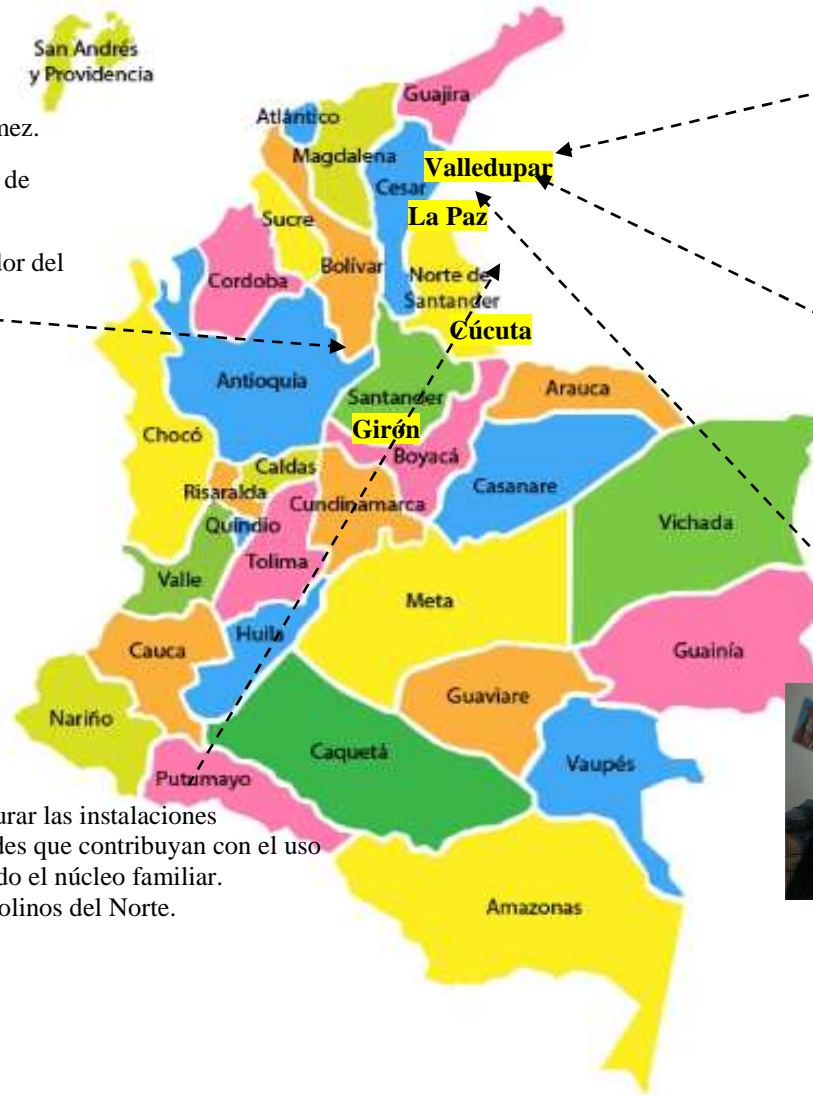 San Andrés
y Providencia
Guajira
mez.
Atlántico
Magdalena
Valledupar
de
Cesar
La Paz
Sucre
lor del
Bolívar
Norte de
Santander
Cordoba
Cúcuta
Antioquia
Santander
Arauca
Girón
Chocó
Boyacá
Caldas
Casanare
Risaralda
Cundinamarca
Quindio
Vichada
Tolima
Valle
Meta
Huila
Cauca
Guainía
Guaviare
Nariño
Caquetá
Vaupés
Putumayo
urar las instalaciones
des que contribuyan con el uso
do el núcleo familiar.
olinos del Norte.
Amazonas